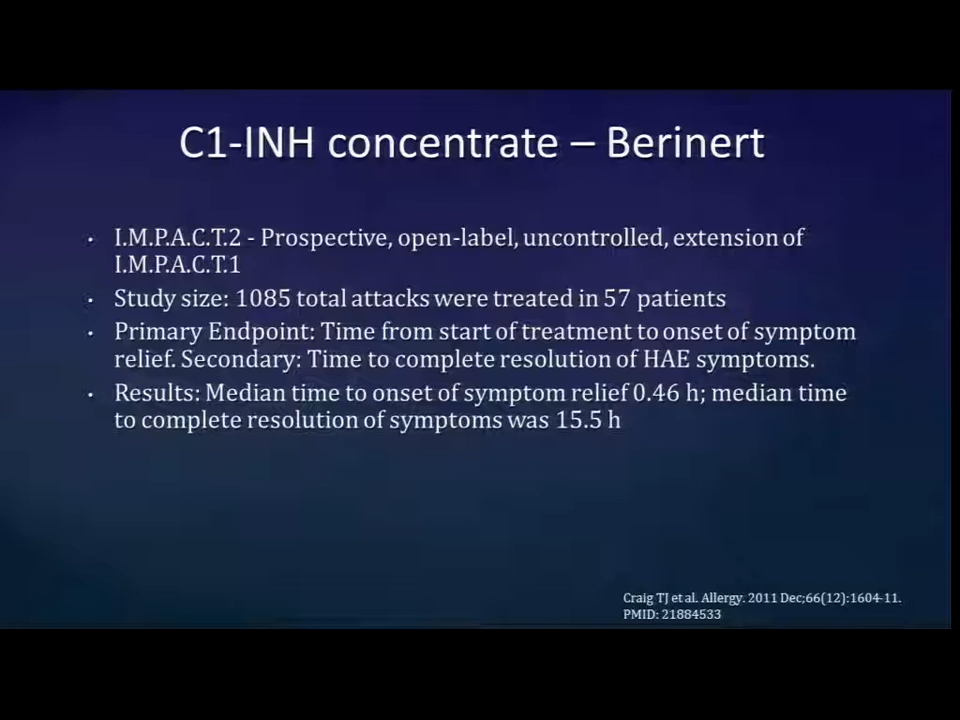 C1-INH concentrate – Berinert
• I.M.P.A.C.T.2 - Prospective, open-label, uncontrolled, extension of
I.M.P.A.C.T.1
• Study size: 1085 total attacks were treated in 57 patients
• Primary Endpoint: Time from start of treatment to onset of symptom
relief. Secondary: Time to complete resolution of HAE symptoms.
• Results: Median time to onset of symptom relief 0.46 h; median time
to complete resolution of symptoms was 15.5 h
Craig TJ et al. Allergy. 2011 Dec;66(12):1604-11.
PMID: 21884533